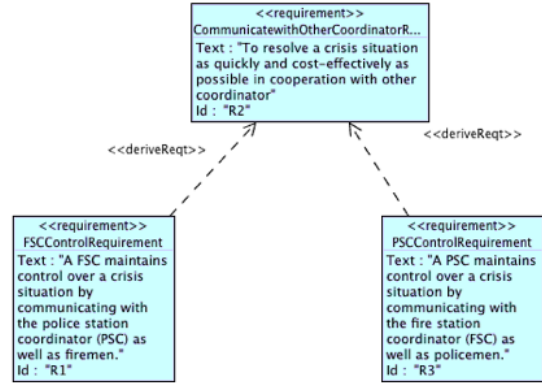 <<requirement>>
CommunicatewithOtherCoordinatorR...
Text : "To resolve a crisis situation
as quickly and cost-effectively as
possible in cooperation with other
coordinator"
Id : "R2"
<<deriveReqt>>
<<deriveReqt>>
<<requirement>>
FSCControlRequirement
Text : "A FSC maintains
control over a crisis
situation by
communicating with
the police station
coordinator (PSC) as
well as firemen."
Id : "R1"
<<requirement>>
PSCControlRequirement
Text : "A PSC maintains
control over a crisis
situation by
communicating with
the fire station
coordinator (FSC) as
well as policemen."
Id : "R3"